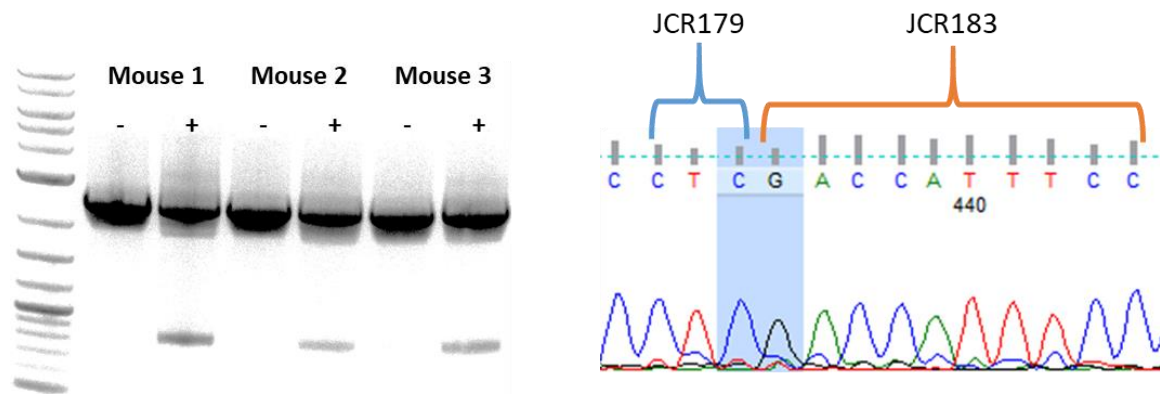 Mouse 1 Mouse 2 Mouse 3
- + - + - +
JCR179 JCR183
C C T C G A C C A T T T C C
440